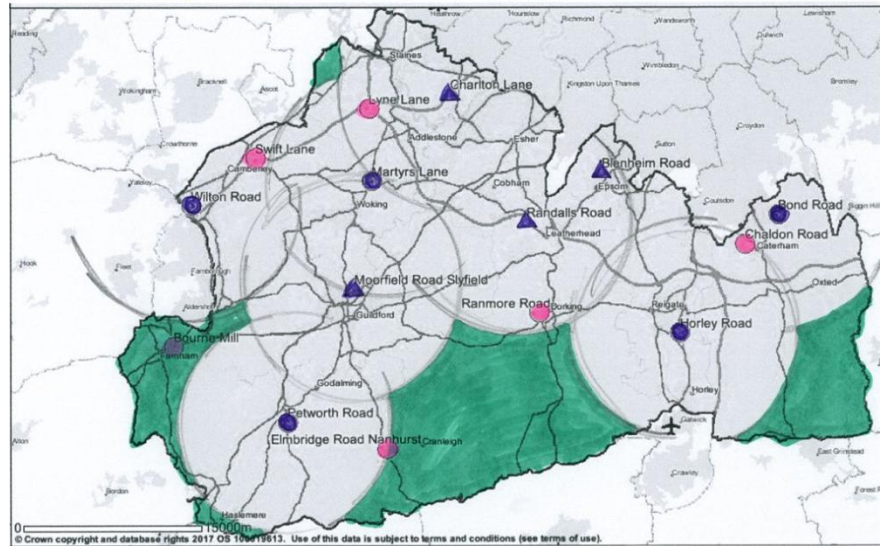 Reading
Heathrow
Hounslow
Richmond
Wandsworth
Lewisham
Dulwich
Staines
Wimbledon
Wokingham
Bracknell
Ascot
Charlton Lane
Kingston Upon Thames
Bromley
Lyne Lane
Croydon
Crowthorne
Addlestone
Esher
Sutton
Swift Lane
Camberley
Martyrs Lane
Blenheim Road
Yateley
Cobham
Epsom
Wilton Road
Woking
Coulsdon
Bond Road
Biggin Hill
Randalls Road
Leatherhead
Chaldon Road
Caterham
Hook
Fleet
Farnborough
Oxted
Moorfield Road Slyfield
Aldershot
Ranmore Road
Dorking
Reigate
Guildford
Horley Road
Bourne Mill
Farnham
Godalming
Horley
Petworth Road
Gatwick
Alton
Elmbridge Road Nanhurst
Cranleigh
East Grinstead
Crawley
Bordon
Haslemere
0
15000m
© Crown copyright and database rights 2017 OS Use of this data is subject to terms and conditions (see terms of use).